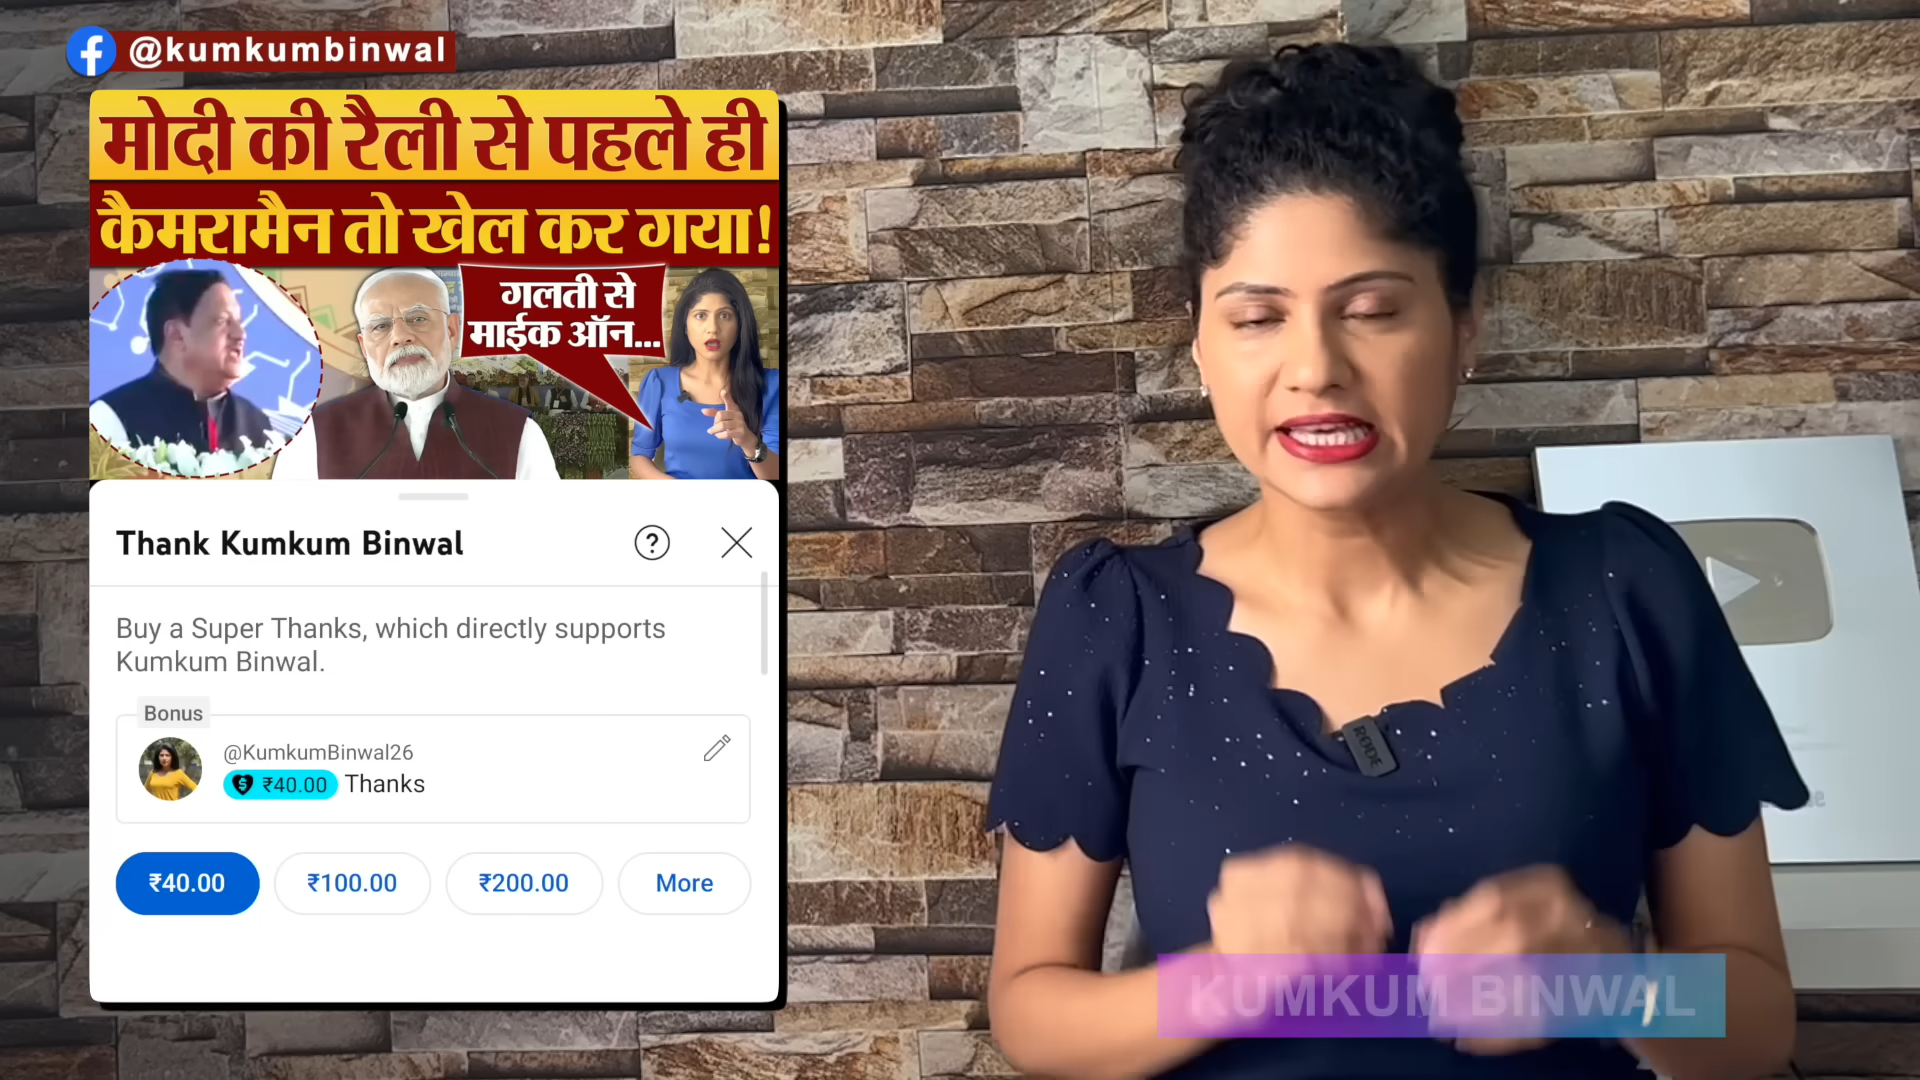 @kumkumbinwal
मोदी की रैली से पहले ही
कैमरामैन तो खेल कर गया!
गलती से
माईक ऑन...
Thank Kumkum Binwal
?
Buy a Super Thanks, which directly supports
Kumkum Binwal.
Bonus
@KumkumBinwal26
₹40.00 Thanks
₹40.00 ₹100.00 ₹200.00 More
RODE
KUMKUM BINWAL